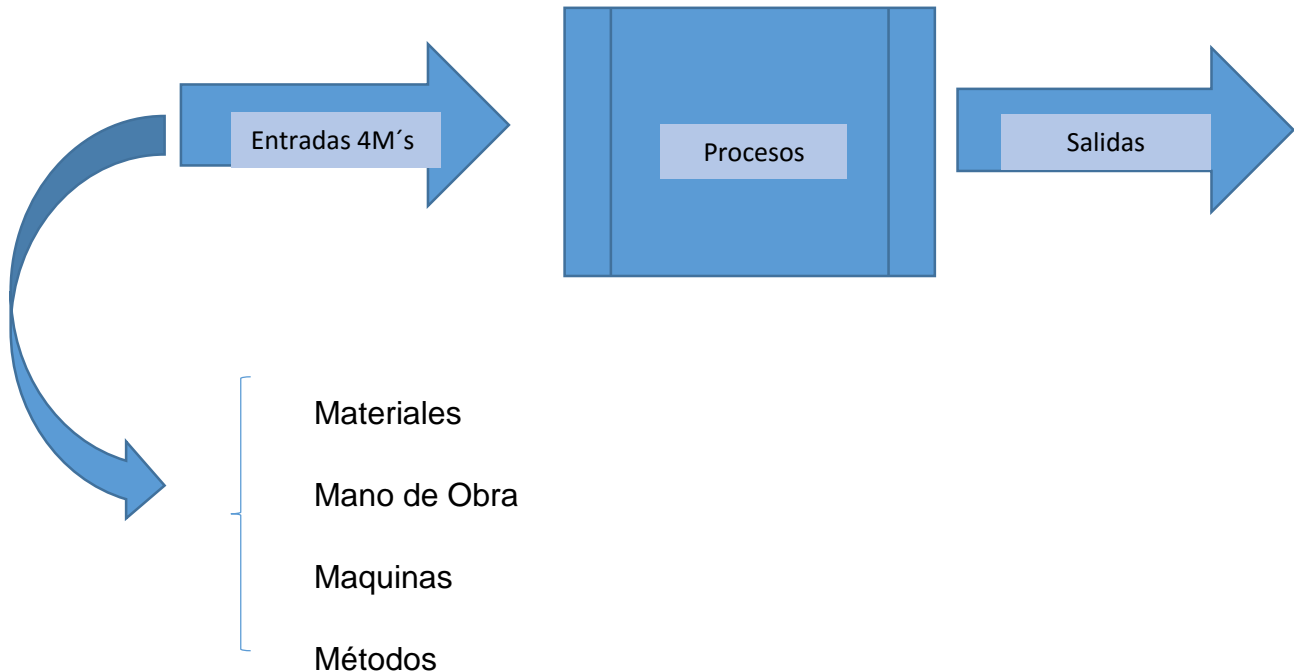 Entradas 4M´s
Procesos
Salidas
Materiales
Mano de Obra
Maquinas
Métodos